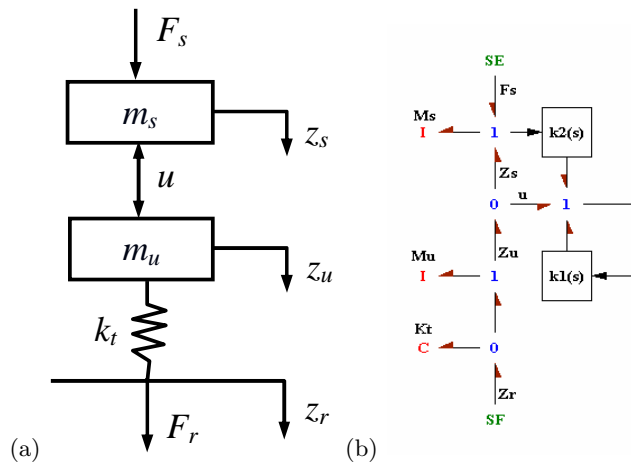 F_s
m_s
z_s
u
m_u
z_u
k_t
z_r
F_r
(a)
SE
Fs
Ms
I
1
k2(s)
Zs
0
u
1
Mu
Zu
I
1
k1(s)
Kt
C
0
Zr
SF
(b)